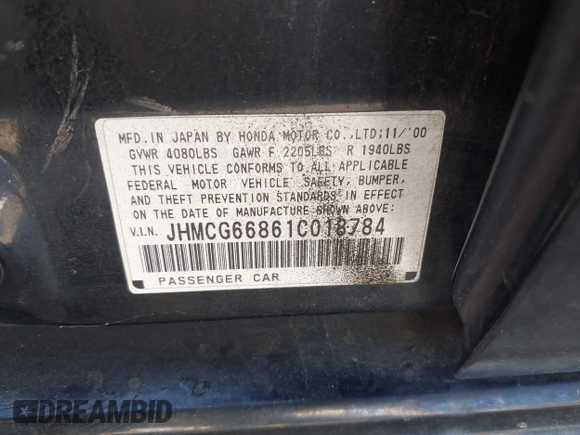 MFD. IN JAPAN BY HONDA MOTOR CO.,LTD; 11/'00
GVWR 4080LBS GAWR F 2205LBS R 1940LBS
THIS VEHICLE CONFORMS TO ALL APPLICABLE
FEDERAL MOTOR VEHICLE SAFETY, BUMPER,
AND THEFT PREVENTION STANDARDS IN EFFECT
ON THE DATE OF MANUFACTURE SHOWN ABOVE:
V.I.N. JHMCG66861C018784
PASSENGER CAR
DREAMBID